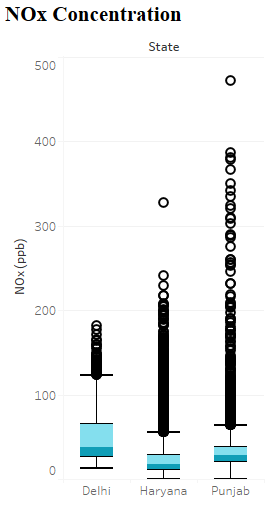 NOx Concentration
State
500
400
300
200
100
0
NOx (ppb)
Delhi Haryana Punjab